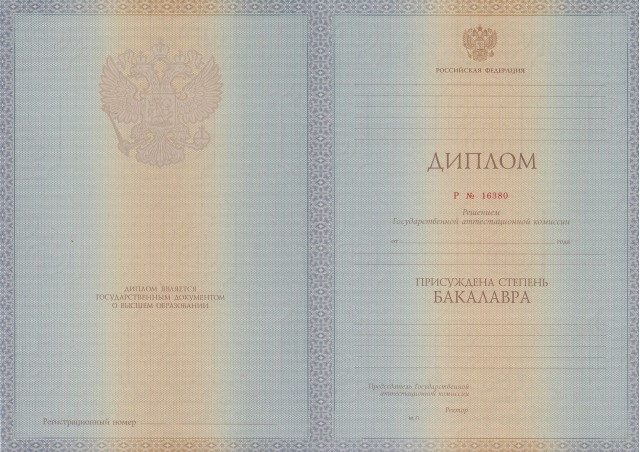 ДИПЛОМ ЯВЛЯЕТСЯ
ГОСУДАРСТВЕННЫМ ДОКУМЕНТОМ
О ВЫСШЕМ ОБРАЗОВАНИИ
Регистрационный номер
РОССИЙСКАЯ ФЕДЕРАЦИЯ
ДИПЛОМ
Р № 16380
Решением
Государственной аттестационной комиссии
от года
ПРИСУЖДЕНА СТЕПЕНЬ
БАКАЛАВРА
Председатель Государственной
аттестационной комиссии
Ректор
М.П.